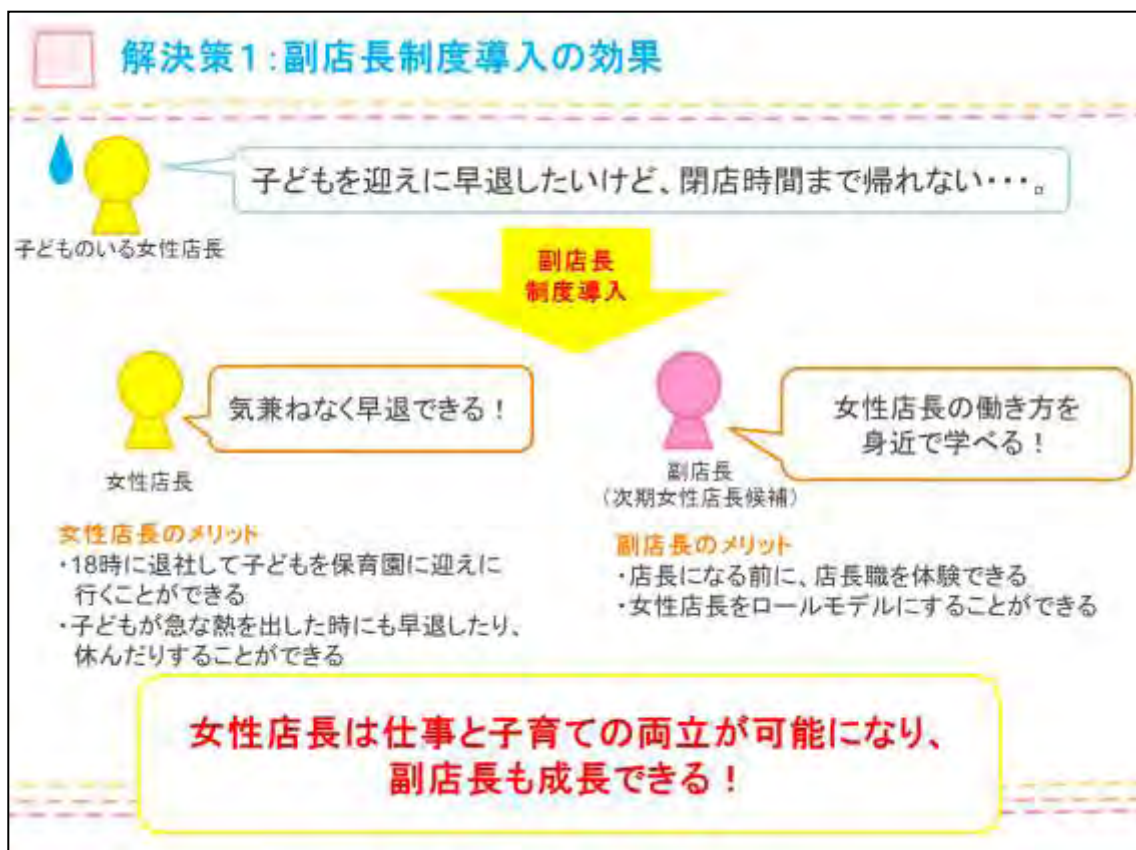 解決策1:副店長制度導入の効果
子どもを迎えに早退したいけど、閉店時間まで帰れない・・・。
子どものいる女性店長
副店長
制度導入
気兼ねなく早退できる!
女性店長
女性店長の働き方を
身近で学べる!
副店長
(次期女性店長候補)
女性店長のメリット
・18時に退社して子どもを保育園に迎えに
行くことができる
・子どもが急な熱を出した時にも早退したり、
休んだりすることができる
副店長のメリット
・店長になる前に、店長職を体験できる
・女性店長をロールモデルにすることができる
女性店長は仕事と子育ての両立が可能になり、
副店長も成長できる!